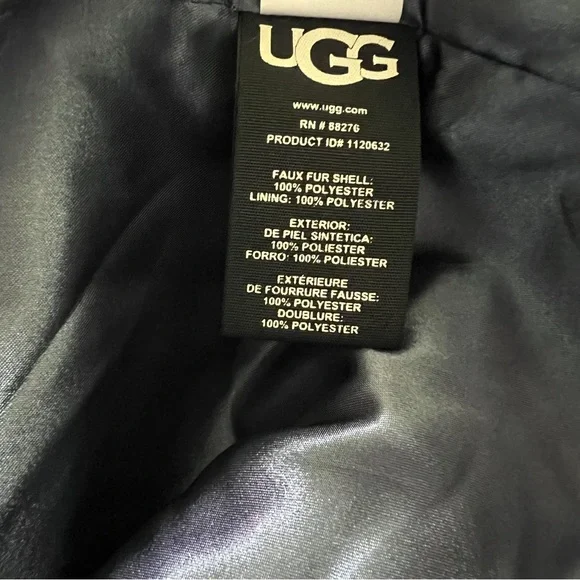 UGG
www.ugg.com
RN # 88276
PRODUCT ID# 1120632
FAUX FUR SHELL:
100% POLYESTER
LINING: 100% POLYESTER
EXTERIOR:
DE PIEL SINTETICA:
100% POLIESTER
FORRO: 100% POLIESTER
EXTÉRIEURE
DE FOURRURE FAUSSE:
100% POLYESTER
DOUBLURE:
100% POLYESTER